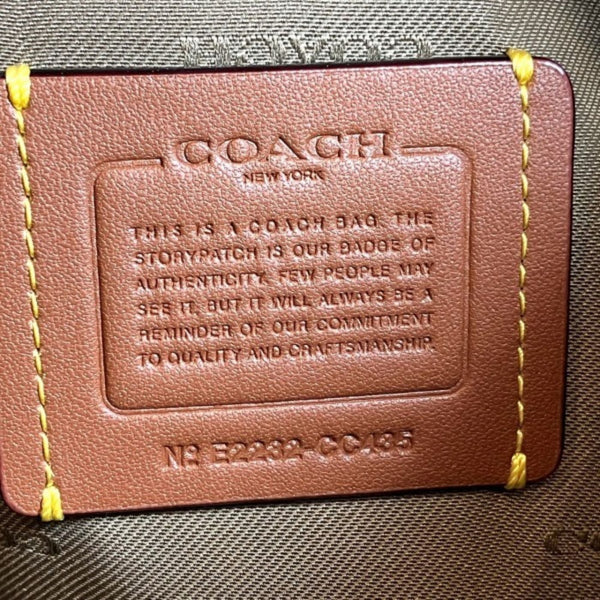 COACH
COACH
NEW YORK
THIS IS A COACH BAG. THE
STORYPATCH IS OUR BADGE OF
AUTHENTICITY. FEW PEOPLE MAY
SEE IT, BUT IT WILL ALWAYS BE A
REMINDER OF OUR COMMITMENT
TO QUALITY AND CRAFTSMANSHIP.
Nº E2232-CC435